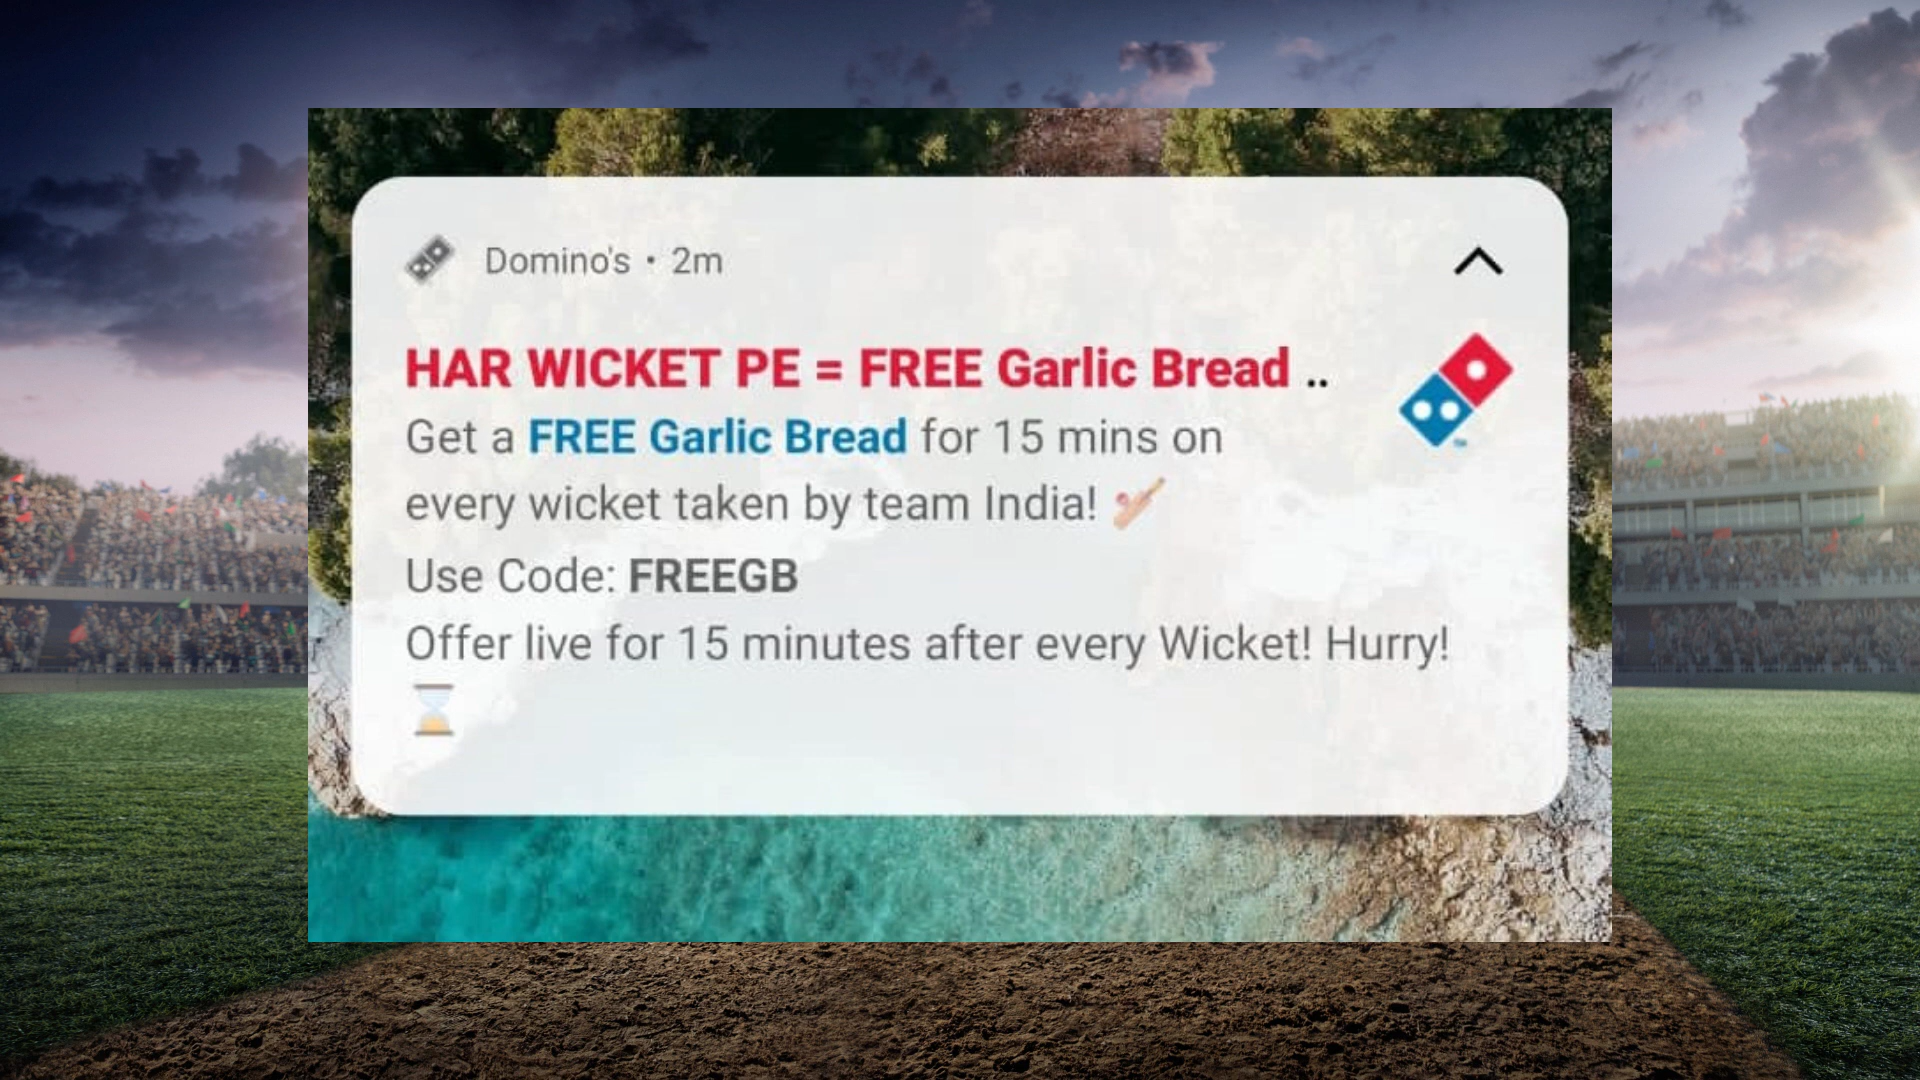 Domino's • 2m
HAR WICKET PE = FREE Garlic Bread ..
Get a FREE Garlic Bread for 15 mins on
every wicket taken by team India! 🏏
Use Code: FREEGB
Offer live for 15 minutes after every Wicket! Hurry!
⏳